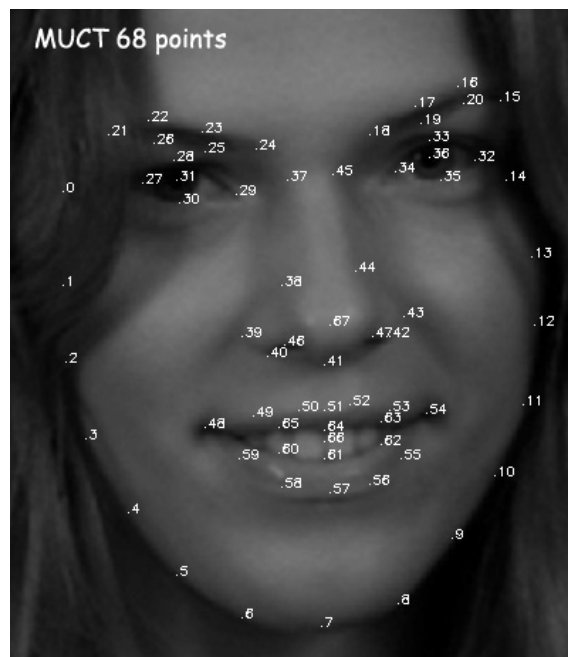 MUCT 68 points
.16
.17 .20 .15
.22 .19
.21 .23 .18
.26 .33
.25 .24
.28 .36 .32
.27 .31 .37 .45 .34 .35 .14
.0 .29
.30
.13
.1 .38 .44
.43
.67 .12
.39 .47 .42
.46
.40
.2 .41
.52
.49 .50 .51 .53 .54 .11
.48 .65 .64 .63
.3 .66 .62
.60
.59 .61 .55
.10
.58 .57 .56
.4
.9
.5
.8
.6 .7